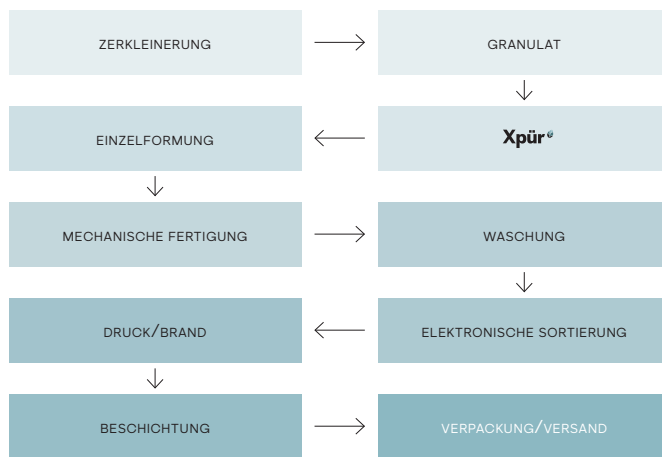 ZERKLEINERUNG
GRANULAT
Xpür
EINZELFORMUNG
MECHANISCHE FERTIGUNG
WASCHUNG
ELEKTRONISCHE SORTIERUNG
DRUCK/BRAND
BESCHICHTUNG
VERPACKUNG/VERSAND